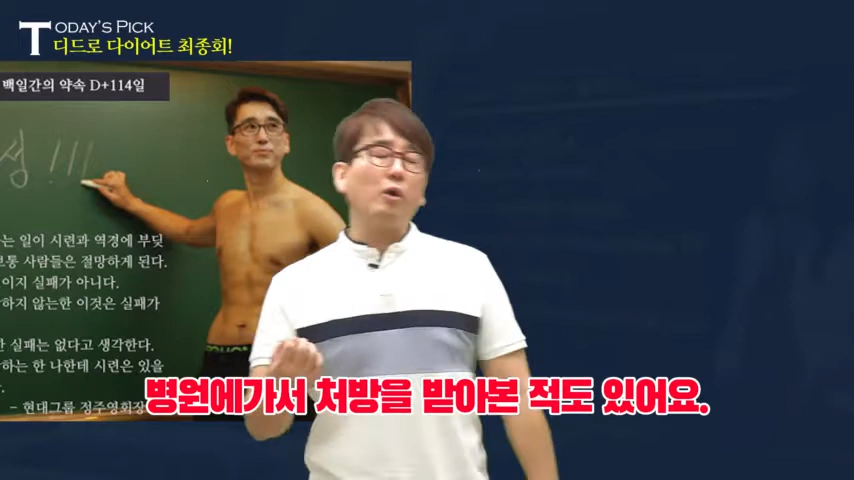 TODAY'S PICK
디드로 다이어트 최종회!
백일간의 약속 D+114일
성!!!
는 일이 시련과 역경에 부딪
보통 사람들은 절망하게 된다.
이지 실패가 아니다.
하지 않는한 이것은 실패가
한 실패는 없다고 생각한다.
하는 한 나한테 시련은 있을
- 현대그룹 정주영회장
병원에가서 처방을 받아본 적도 있어요.